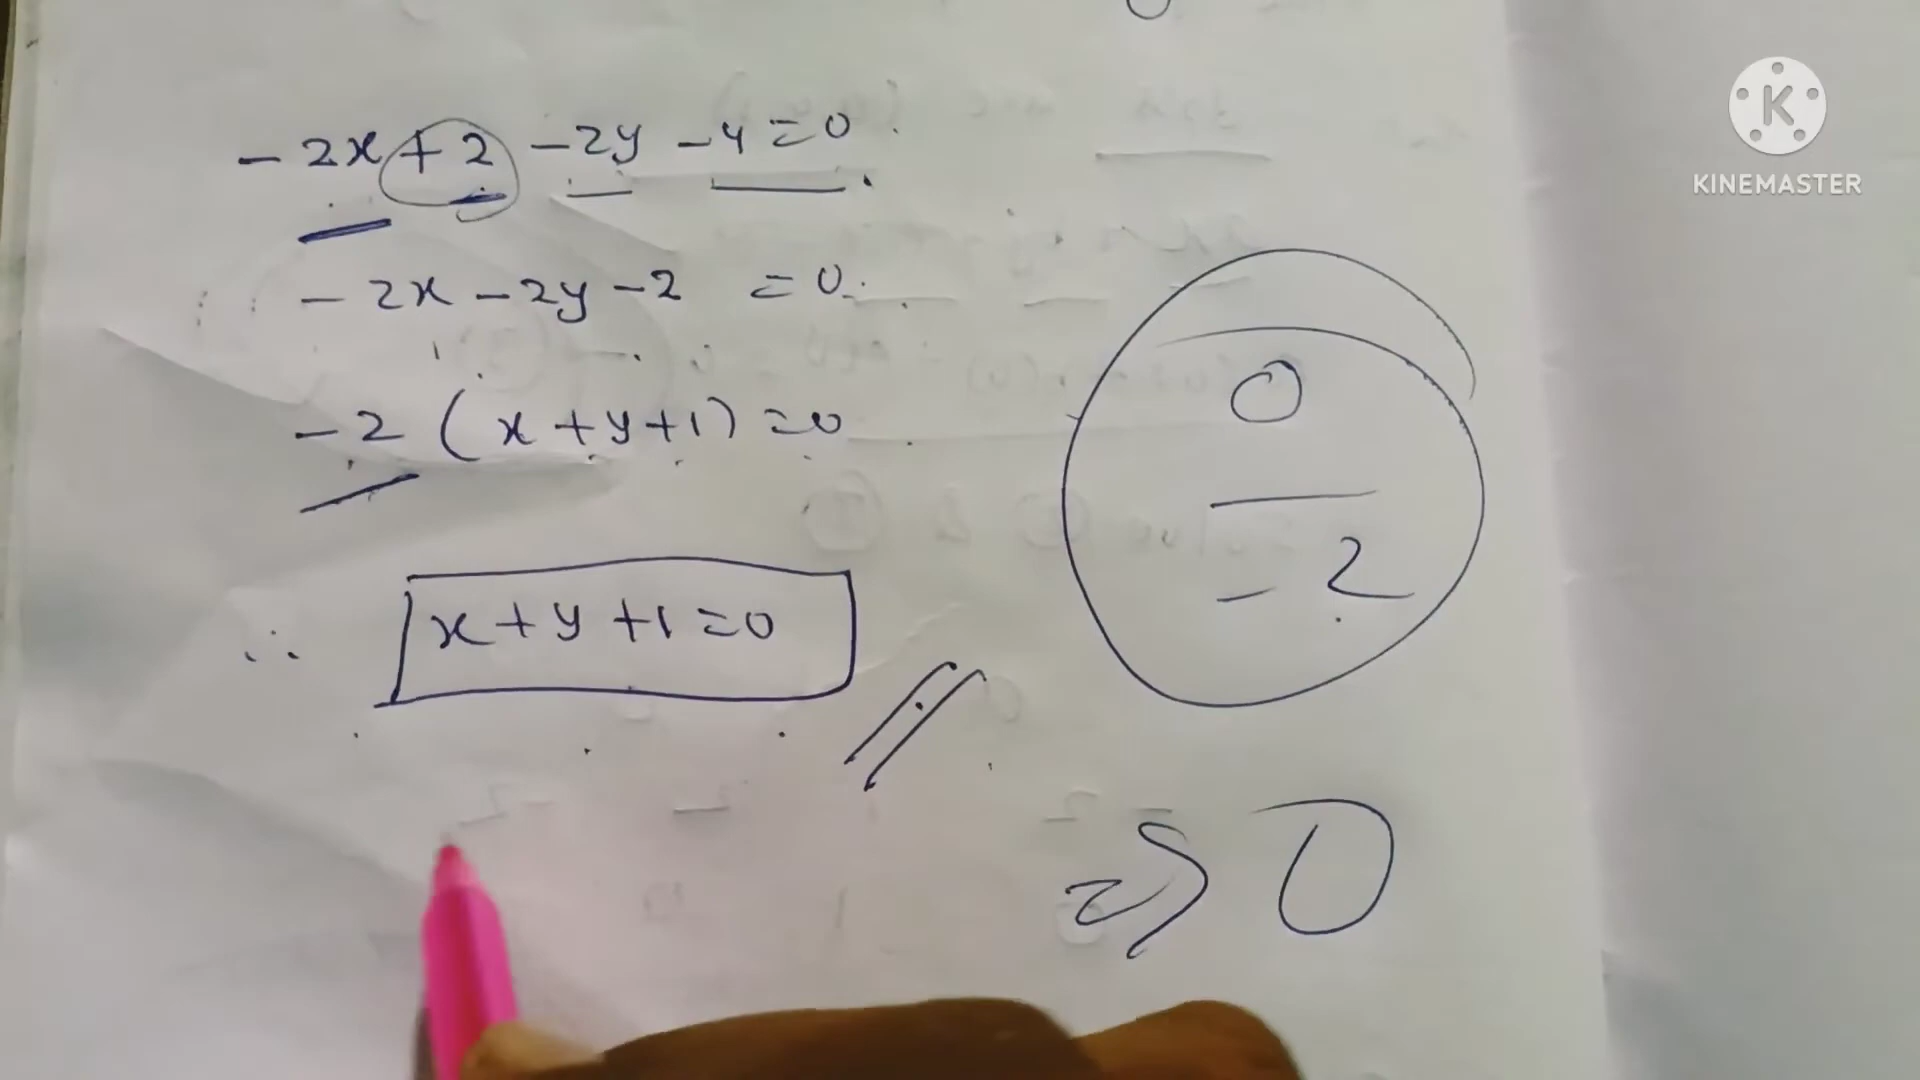 -2x+2 -2y -4=0
-2x-2y-2 =0
-2 (x+y+1)=0
∴ x+y+1=0
0
-2
=> 0
KINEMASTER